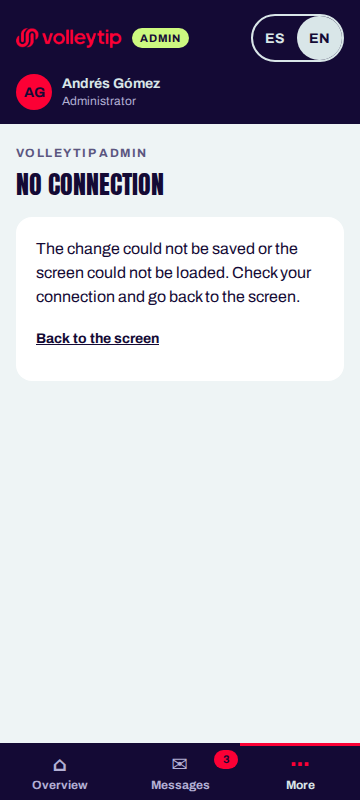 volleytip ADMIN ES EN
AG Andrés Gómez
Administrator
VOLLEYTIP ADMIN
NO CONNECTION
The change could not be saved or the
screen could not be loaded. Check your
connection and go back to the screen.
Back to the screen
3
Overview Messages More